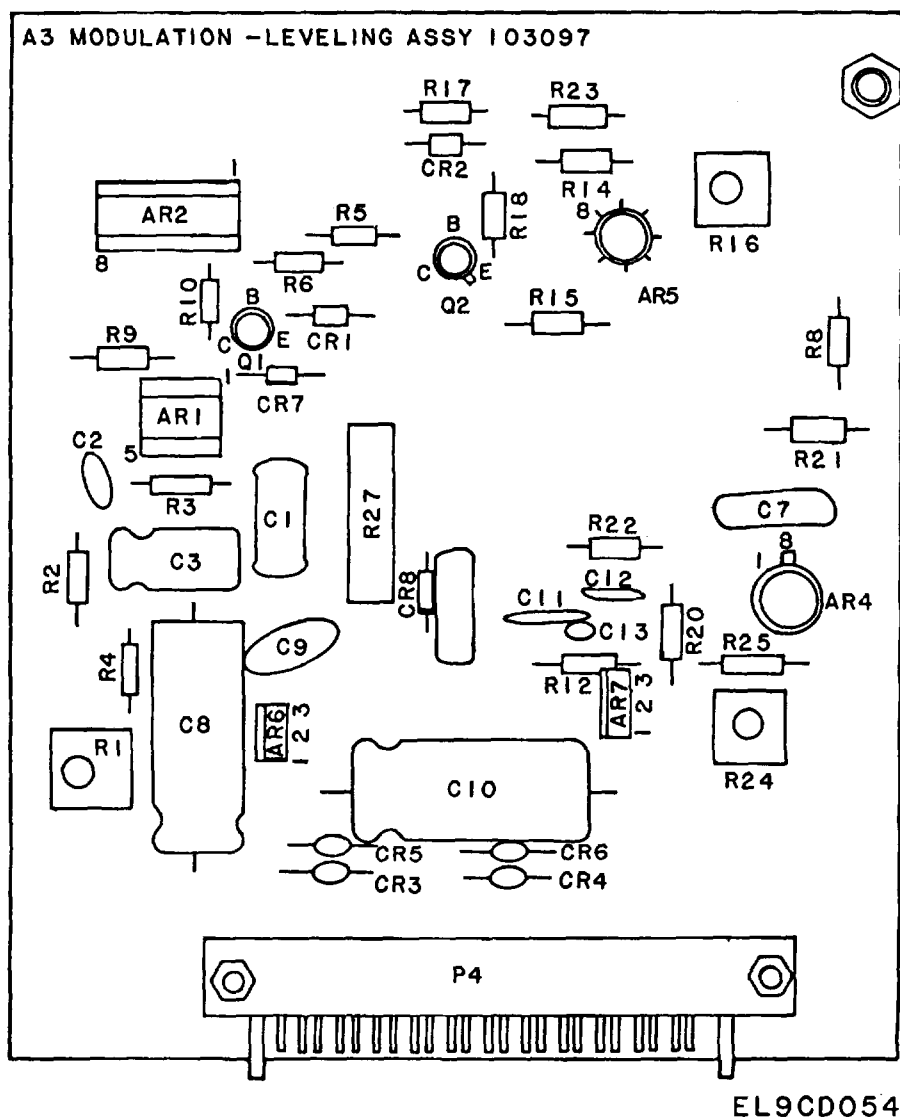 A3 MODULATION -LEVELING ASSY 103097
R17
R23
CR2
R14
1
AR2
R18
8
R16
R5
B
8
R6
C
E
R10
Q2
AR5
B
R15
CR1
R8
C
E
R9
Q1
1
CR7
AR1
C2
5
R21
R3
C1
R27
C7
R22
8
C3
1
R2
CR8
C12
C11
AR4
C13
R20
C9
R25
R4
R12
AR7
3
2
1
C8
AR6
3
2
1
R1
R24
C10
CR5
CR6
CR3
CR4
P4
EL9CD054